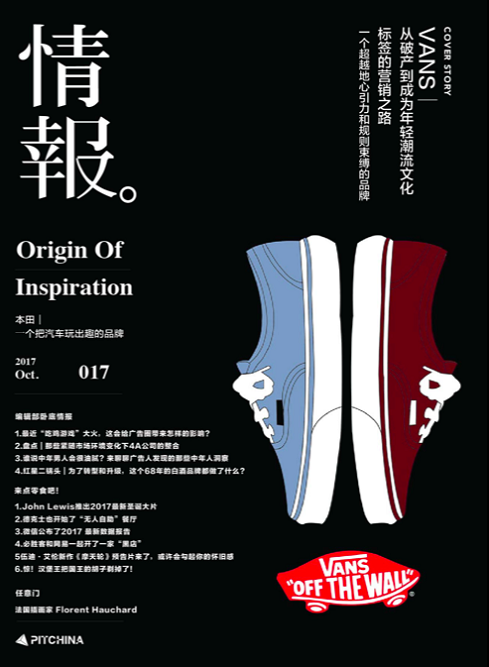 情
報。
COVER STORY
VANS|
从破产到成为年轻潮流文化
标签的营销之路
一个超越地心引力和规则束缚的品牌
Origin Of
Inspiration
本田|
一个把汽车玩出趣的品牌
2017
Oct. 017
编辑部卧底情报
1.最近“吃鸡游戏”大火，这会给广告圈带来怎样的影响？
2.盘点|那些紧随市场环境变化下4A公司的整合
3.谁说中年男人会很油腻？来聊聊广告人发现的那些中年人洞察
4.红星二锅头|为了转型和升级，这个68年的白酒品牌都做了什么？
来点零食吧！
1.John Lewis推出2017最新圣诞大片
2.德克士也开始了“无人自助”餐厅
3.微信公布了2017 最新数据报告
4.必胜客和网易一起开了一家“黑店”
5伍迪·艾伦新作《摩天轮》预告片来了，或许会勾起你的怀旧感
6.惊！汉堡王把国王的胡子剃掉了！
任意门
法国插画家 Florent Hauchard
PITCHINA
VANS
"OFF THE WALL"
®